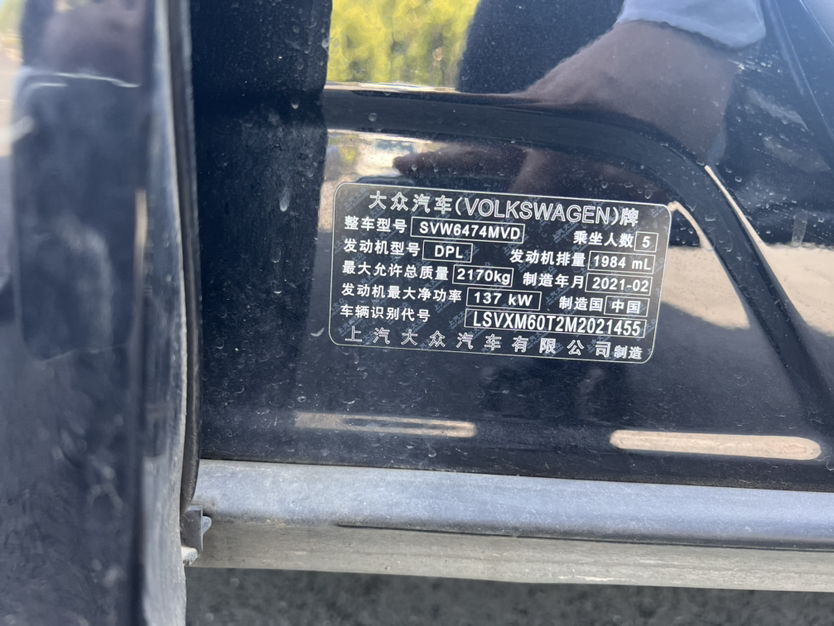 大众汽车(VOLKSWAGEN)牌
整车型号 SVW6474MVD 乘坐人数 5
发动机型号 DPL 发动机排量 1984 mL
最大允许总质量 2170kg 制造年月 2021-02
发动机最大净功率 137 kW 制造国 中国
车辆识别代号 LSVXM60T2M2021455
上汽大众汽车有限公司制造